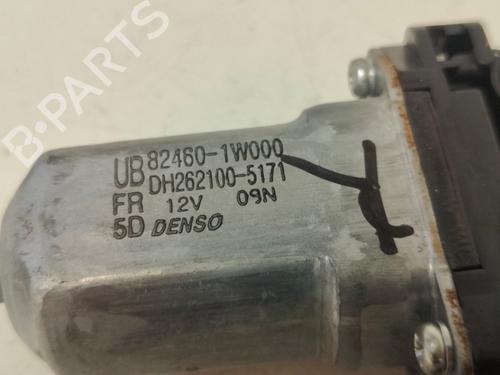 B-PARTS
UB 82460-1W000
DH262100-5171
FR 12V 09N
5D DENSO